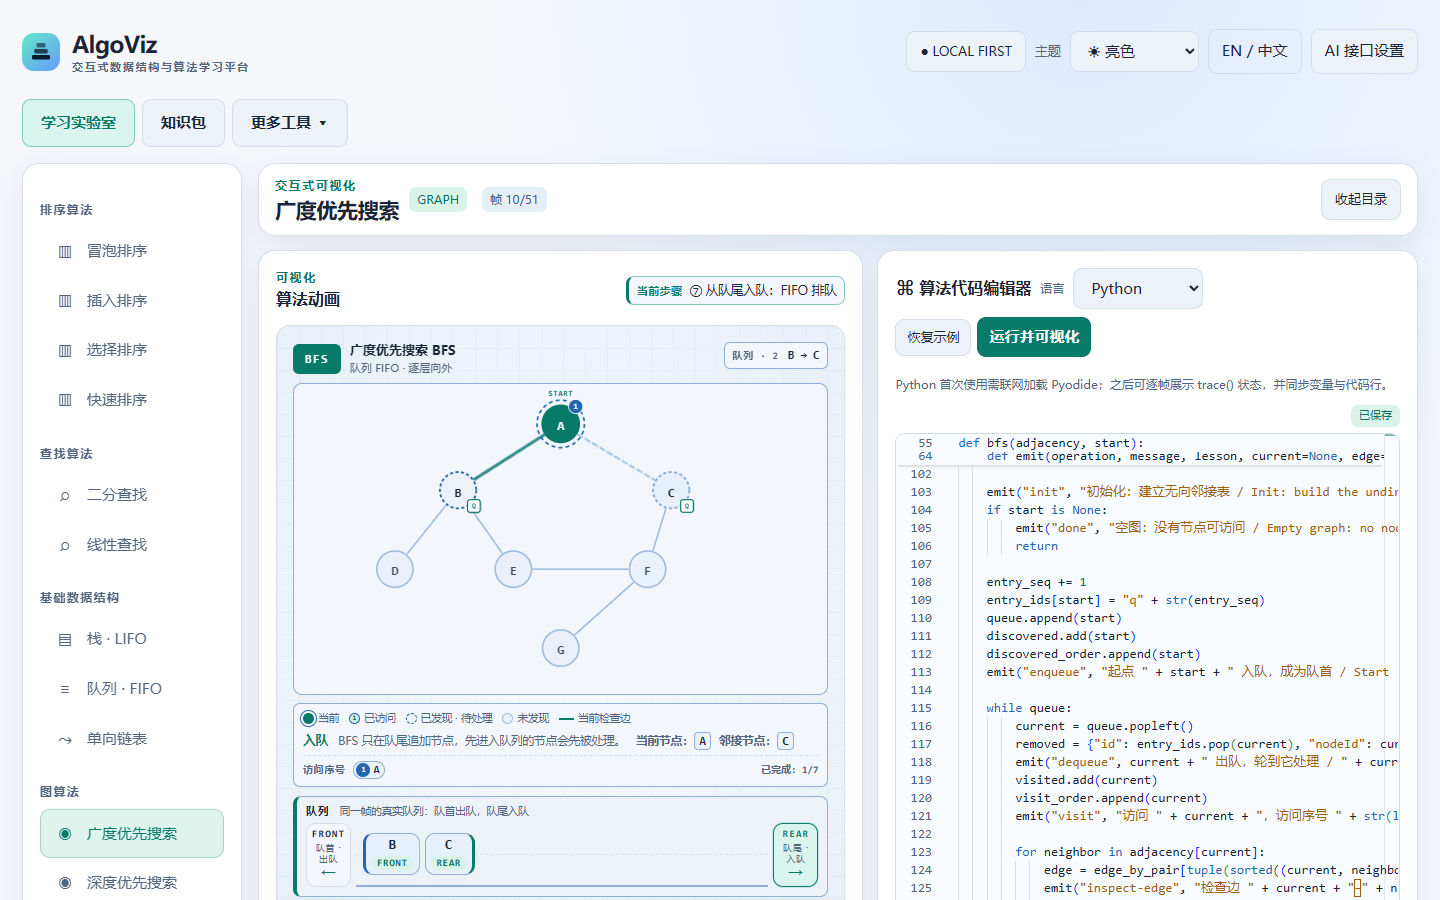 AlgoViz
交互式数据结构与算法学习平台
● LOCAL FIRST
主题
☀ 亮色
EN / 中文
AI 接口设置
学习实验室
知识包
更多工具 ▼
排序算法
冒泡排序
插入排序
选择排序
快速排序
查找算法
二分查找
线性查找
基础数据结构
栈 · LIFO
队列 · FIFO
单向链表
图算法
广度优先搜索
深度优先搜索
交互式可视化
广度优先搜索
GRAPH
帧 10/51
收起目录
可视化
算法动画
当前步骤 ⑦ 从队尾入队：FIFO 排队
BFS
广度优先搜索 BFS
队列 FIFO · 逐层向外
队列 · 2 B → C
START
1
A
B
Q
C
Q
D
E
F
G
当前 1 已访问 已发现 · 待处理 未发现 当前检查边
入队 BFS 只在队尾追加节点，先进入队列的节点会先被处理。 当前节点： A 邻接节点： C
访问序号 1 A
已完成：1/7
队列 同一帧的真实队列：队首出队，队尾入队
FRONT
队首 ·
出队
←
B
FRONT
C
REAR
REAR
队尾 ·
入队
→
⌘ 算法代码编辑器
语言
Python
恢复示例
运行并可视化
Python 首次使用需联网加载 Pyodide；之后可逐帧展示 trace() 状态，并同步变量与代码行。
已保存
55 def bfs(adjacency, start):
64 def emit(operation, message, lesson, current=None, edge=
102
103 emit("init", "初始化：建立无向邻接表 / Init: build the undir
104 if start is None:
105 emit("done", "空图：没有节点可访问 / Empty graph: no noc
106 return
107
108 entry_seq += 1
109 entry_ids[start] = "q" + str(entry_seq)
110 queue.append(start)
111 discovered.add(start)
112 discovered_order.append(start)
113 emit("enqueue", "起点 " + start + " 入队，成为队首 / Start
114
115 while queue:
116 current = queue.popleft()
117 removed = {"id": entry_ids.pop(current), "nodeId": cur
118 emit("dequeue", current + " 出队，轮到它处理 / " + curr
119 visited.add(current)
120 visit_order.append(current)
121 emit("visit", "访问 " + current + "，访问序号 " + str(l
122
123 for neighbor in adjacency[current]:
124 edge = edge_by_pair[tuple(sorted((current, neighbo
125 emit("inspect-edge", "检查边 " + current + "–" + n